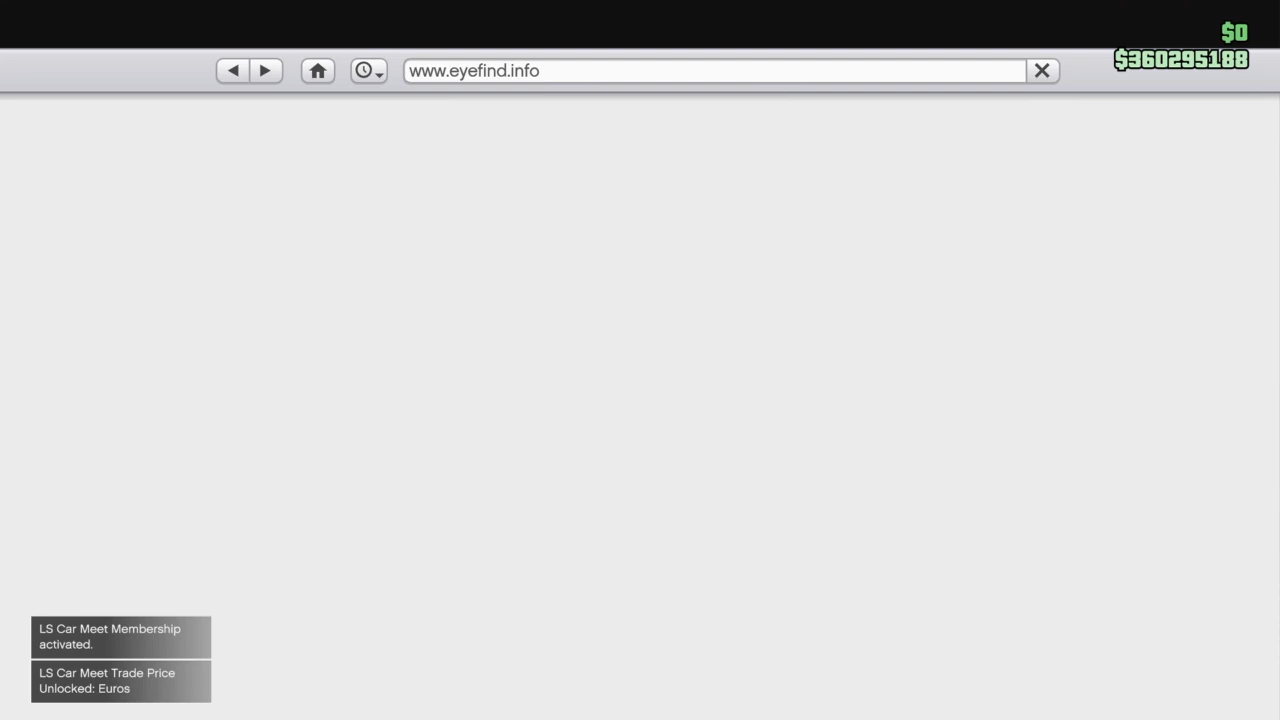 $0
www.eyefind.info
$360295188
LS Car Meet Membership
activated.
LS Car Meet Trade Price
Unlocked: Euros